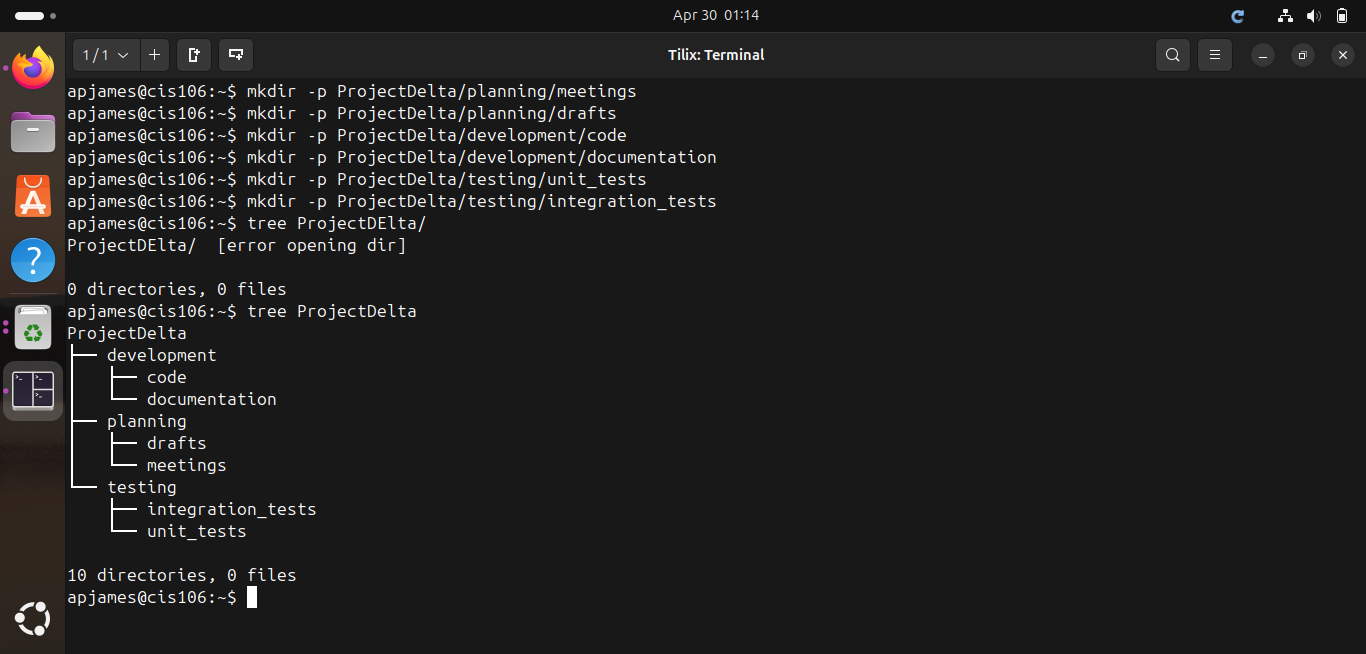 Apr 30 01:14
1 / 1
Tilix: Terminal
apjames@cis106:~$ mkdir -p ProjectDelta/planning/meetings
apjames@cis106:~$ mkdir -p ProjectDelta/planning/drafts
apjames@cis106:~$ mkdir -p ProjectDelta/development/code
apjames@cis106:~$ mkdir -p ProjectDelta/development/documentation
apjames@cis106:~$ mkdir -p ProjectDelta/testing/unit_tests
apjames@cis106:~$ mkdir -p ProjectDelta/testing/integration_tests
apjames@cis106:~$ tree ProjectDElta/
ProjectDElta/  [error opening dir]
0 directories, 0 files
apjames@cis106:~$ tree ProjectDelta
ProjectDelta
├── development
│   ├── code
│   └── documentation
├── planning
│   ├── drafts
│   └── meetings
└── testing
    ├── integration_tests
    └── unit_tests
10 directories, 0 files
apjames@cis106:~$